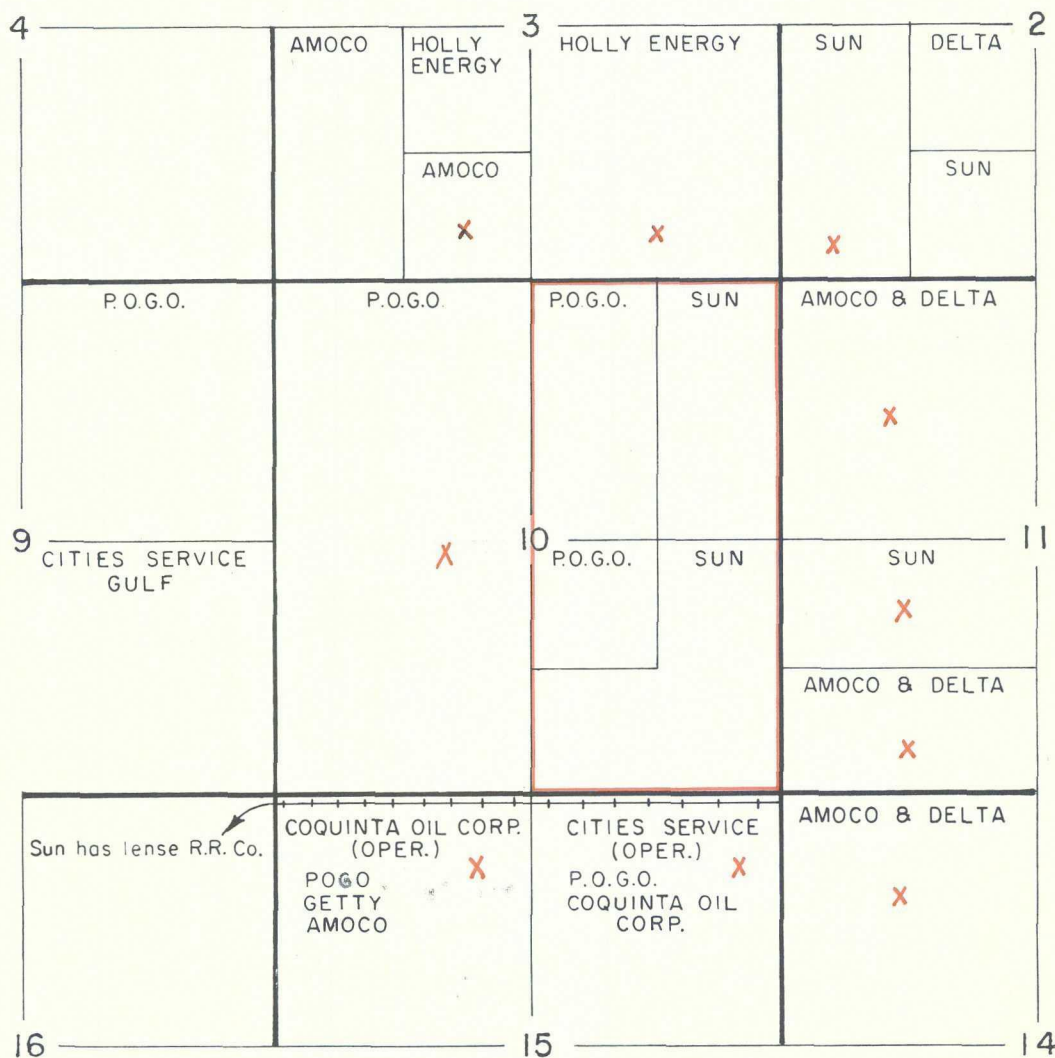 4
3
2
AMOCO
HOLLY
ENERGY
HOLLY ENERGY
SUN
DELTA
AMOCO
SUN
X
X
X
P.O.G.O.
P.O.G.O.
P.O.G.O.
SUN
AMOCO & DELTA
X
9
10
11
CITIES SERVICE
GULF
X
P.O.G.O.
SUN
SUN
X
AMOCO & DELTA
X
Sun has lense R.R. Co.
COQUINTA OIL CORP.
(OPER.)
POGO
GETTY
AMOCO
X
CITIES SERVICE
(OPER.)
P.O.G.O.
COQUINTA OIL
CORP.
X
AMOCO & DELTA
X
16
15
14